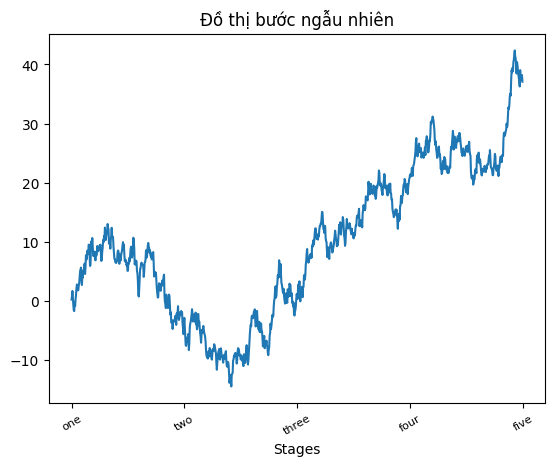 Đồ thị bước ngẫu nhiên
40
30
20
10
0
−10
one
two
three
four
five
Stages